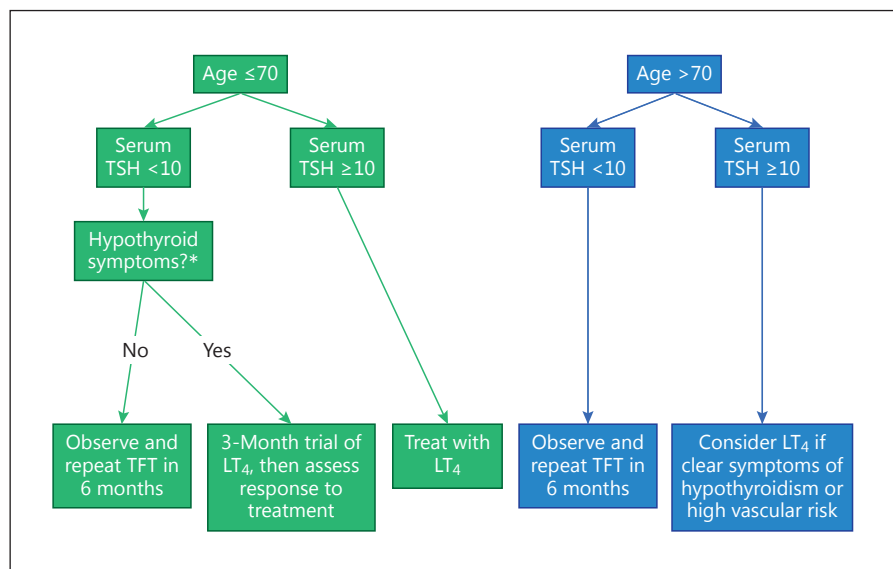 Age ≤70
Age >70
Serum
TSH <10
Serum
TSH ≥10
Serum
TSH <10
Serum
TSH ≥10
Hypothyroid
symptoms?*
No
Yes
Observe and
repeat TFT in
6 months
3-Month trial of
LT₄, then assess
response to
treatment
Treat with
LT₄
Observe and
repeat TFT in
6 months
Consider LT₄ if
clear symptoms of
hypothyroidism or
high vascular risk